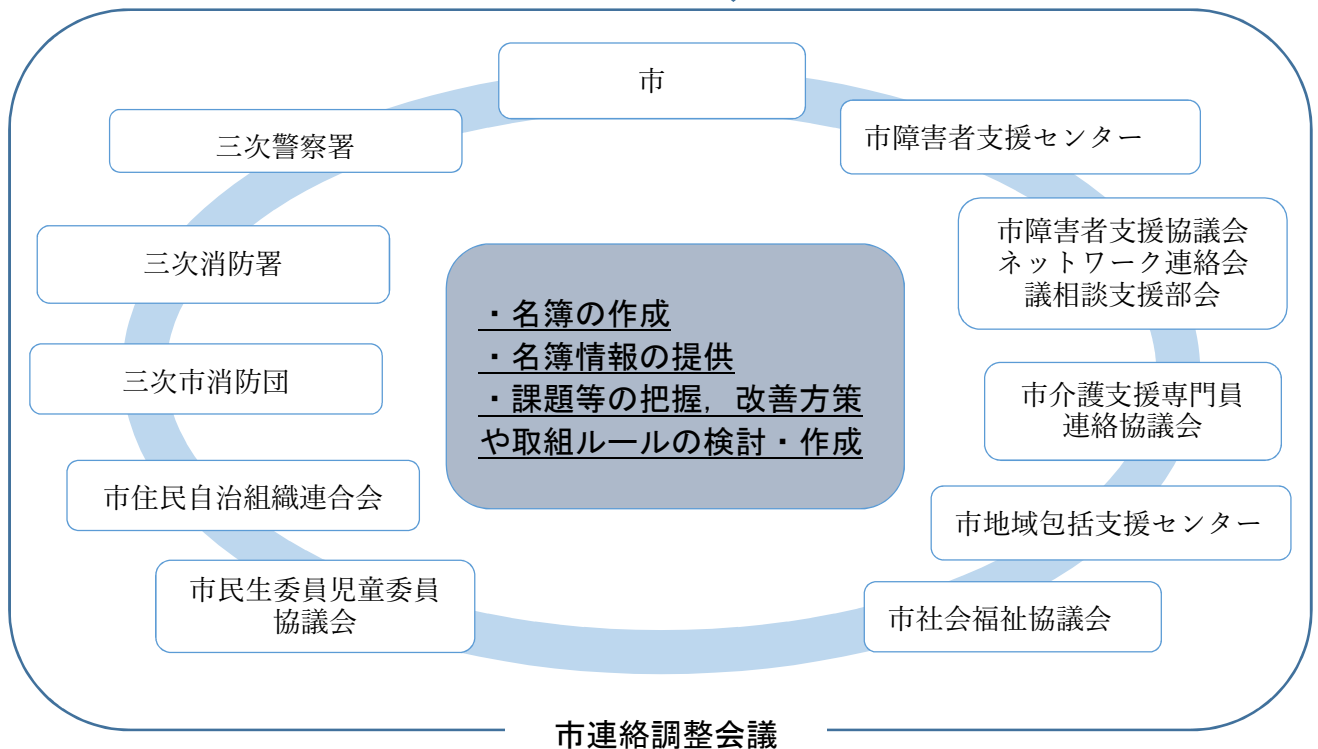 市
三次警察署
市障害者支援センター
三次消防署
市障害者支援協議会
ネットワーク連絡会
議相談支援部会
・名簿の作成
・名簿情報の提供
・課題等の把握，改善方策
や取組ルールの検討・作成
三次市消防団
市介護支援専門員
連絡協議会
市住民自治組織連合会
市地域包括支援センター
市民生委員児童委員
協議会
市社会福祉協議会
市連絡調整会議